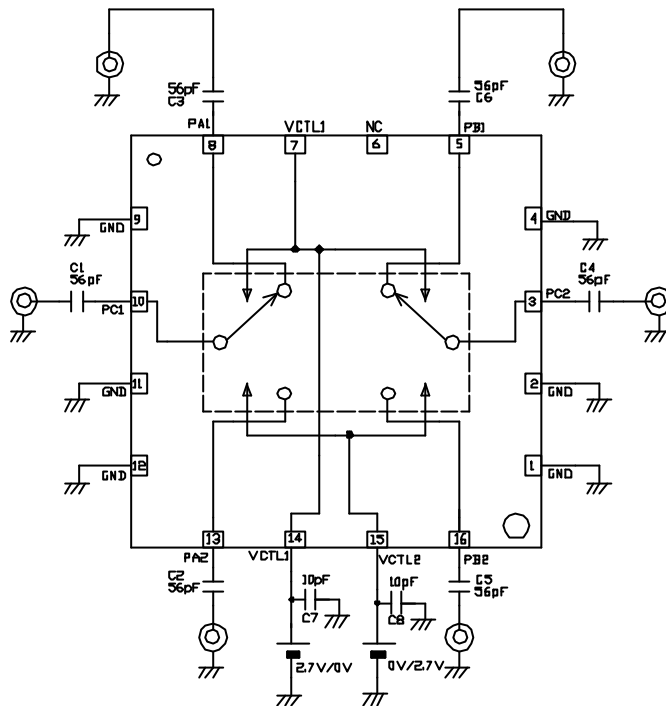 56pF
C3
56pF
C6
PA1
VCTL1
NC
PB1
8
7
6
5
9
GND
4
GND
C1
56pF
C4
56pF
10
PC1
3
PC2
11
GND
2
GND
12
GND
1
GND
13
14
15
16
PA2
VCTL1
VCTL2
PB2
C2
56pF
10pF
C7
10pF
C8
C5
56pF
2.7V/0V
0V/2.7V